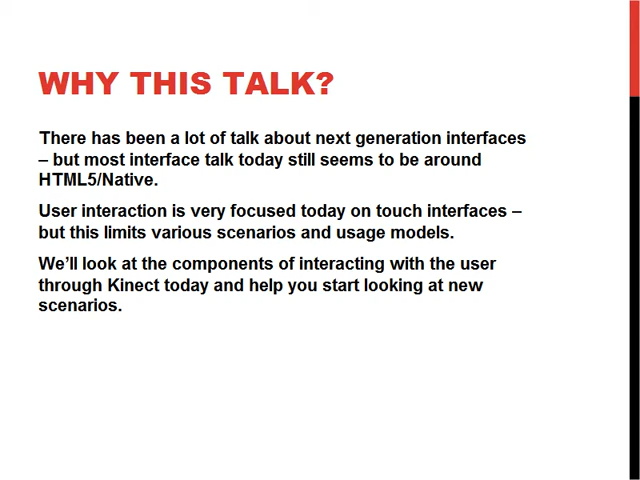 WHY THIS TALK?
There has been a lot of talk about next generation interfaces
– but most interface talk today still seems to be around
HTML5/Native.
User interaction is very focused today on touch interfaces –
but this limits various scenarios and usage models.
We’ll look at the components of interacting with the user
through Kinect today and help you start looking at new
scenarios.